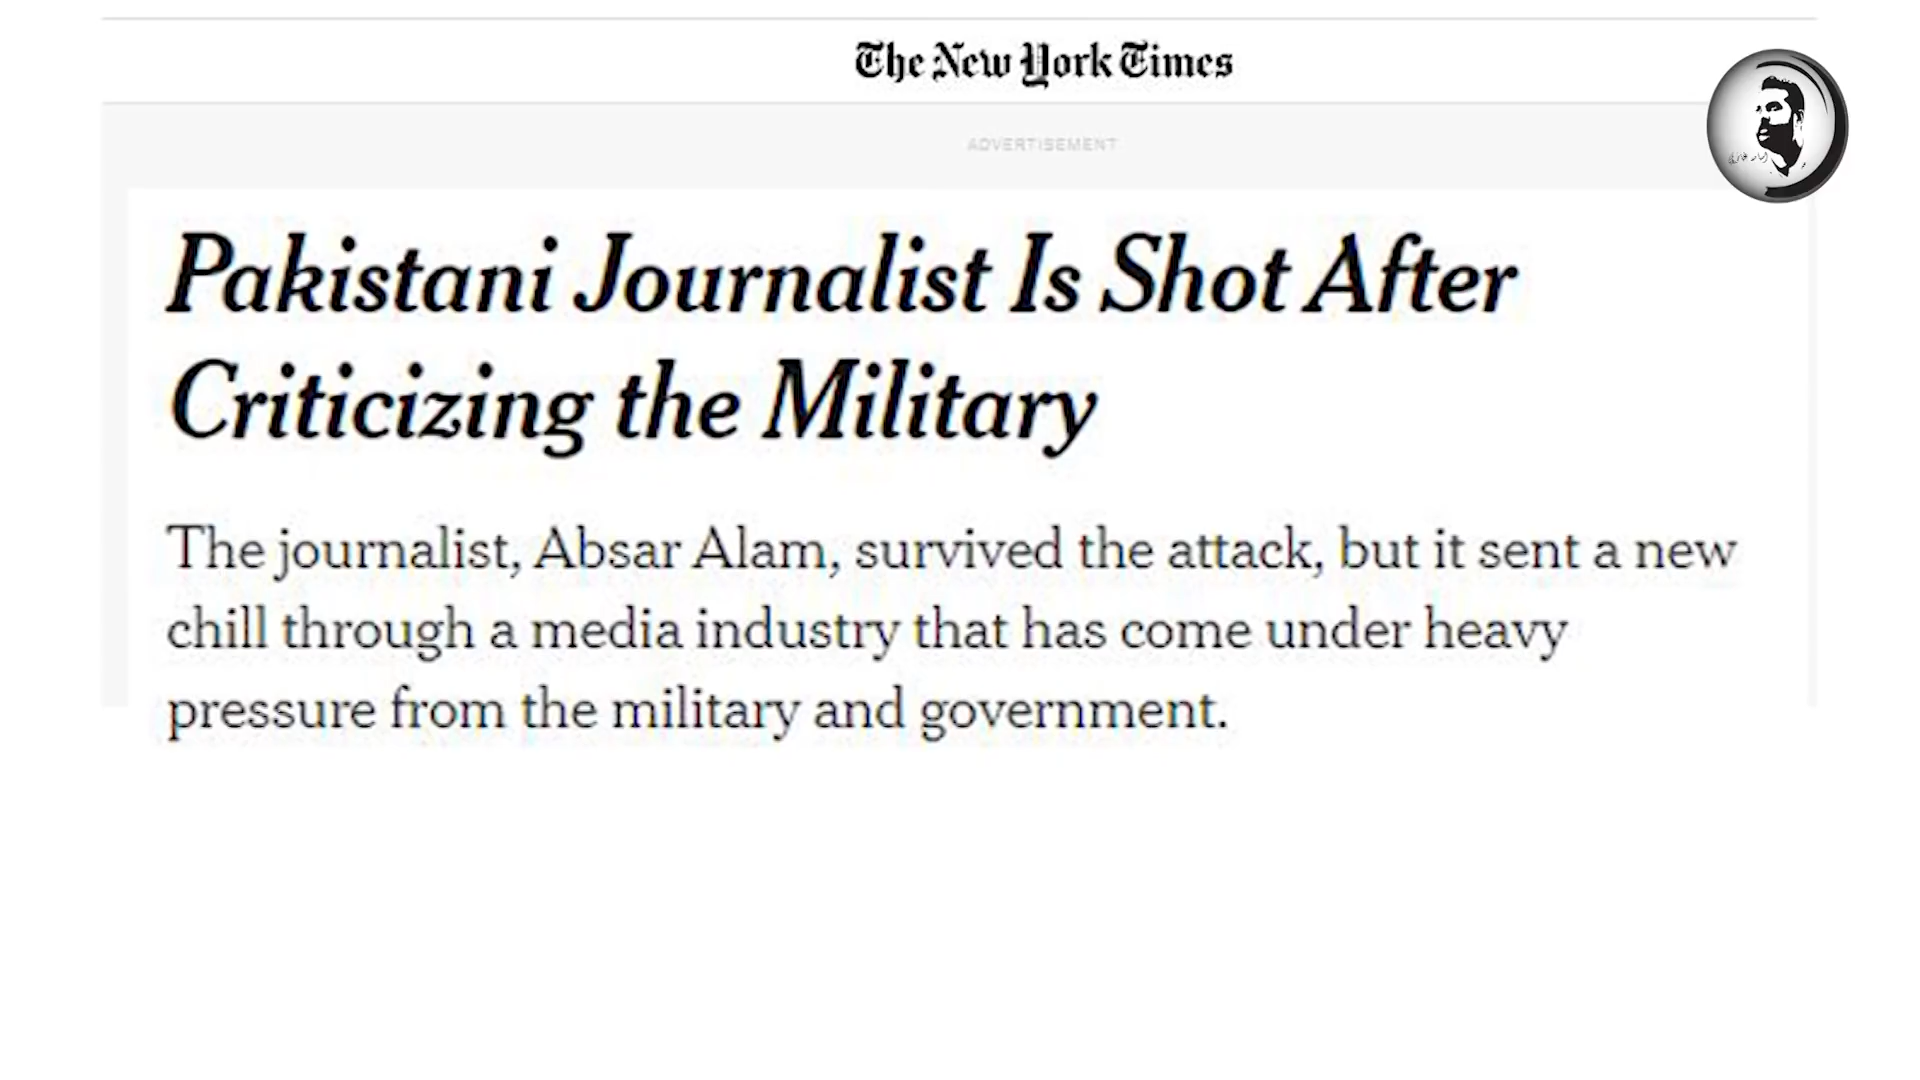 The New York Times
ADVERTISEMENT
Pakistani Journalist Is Shot After
Criticizing the Military
The journalist, Absar Alam, survived the attack, but it sent a new
chill through a media industry that has come under heavy
pressure from the military and government.